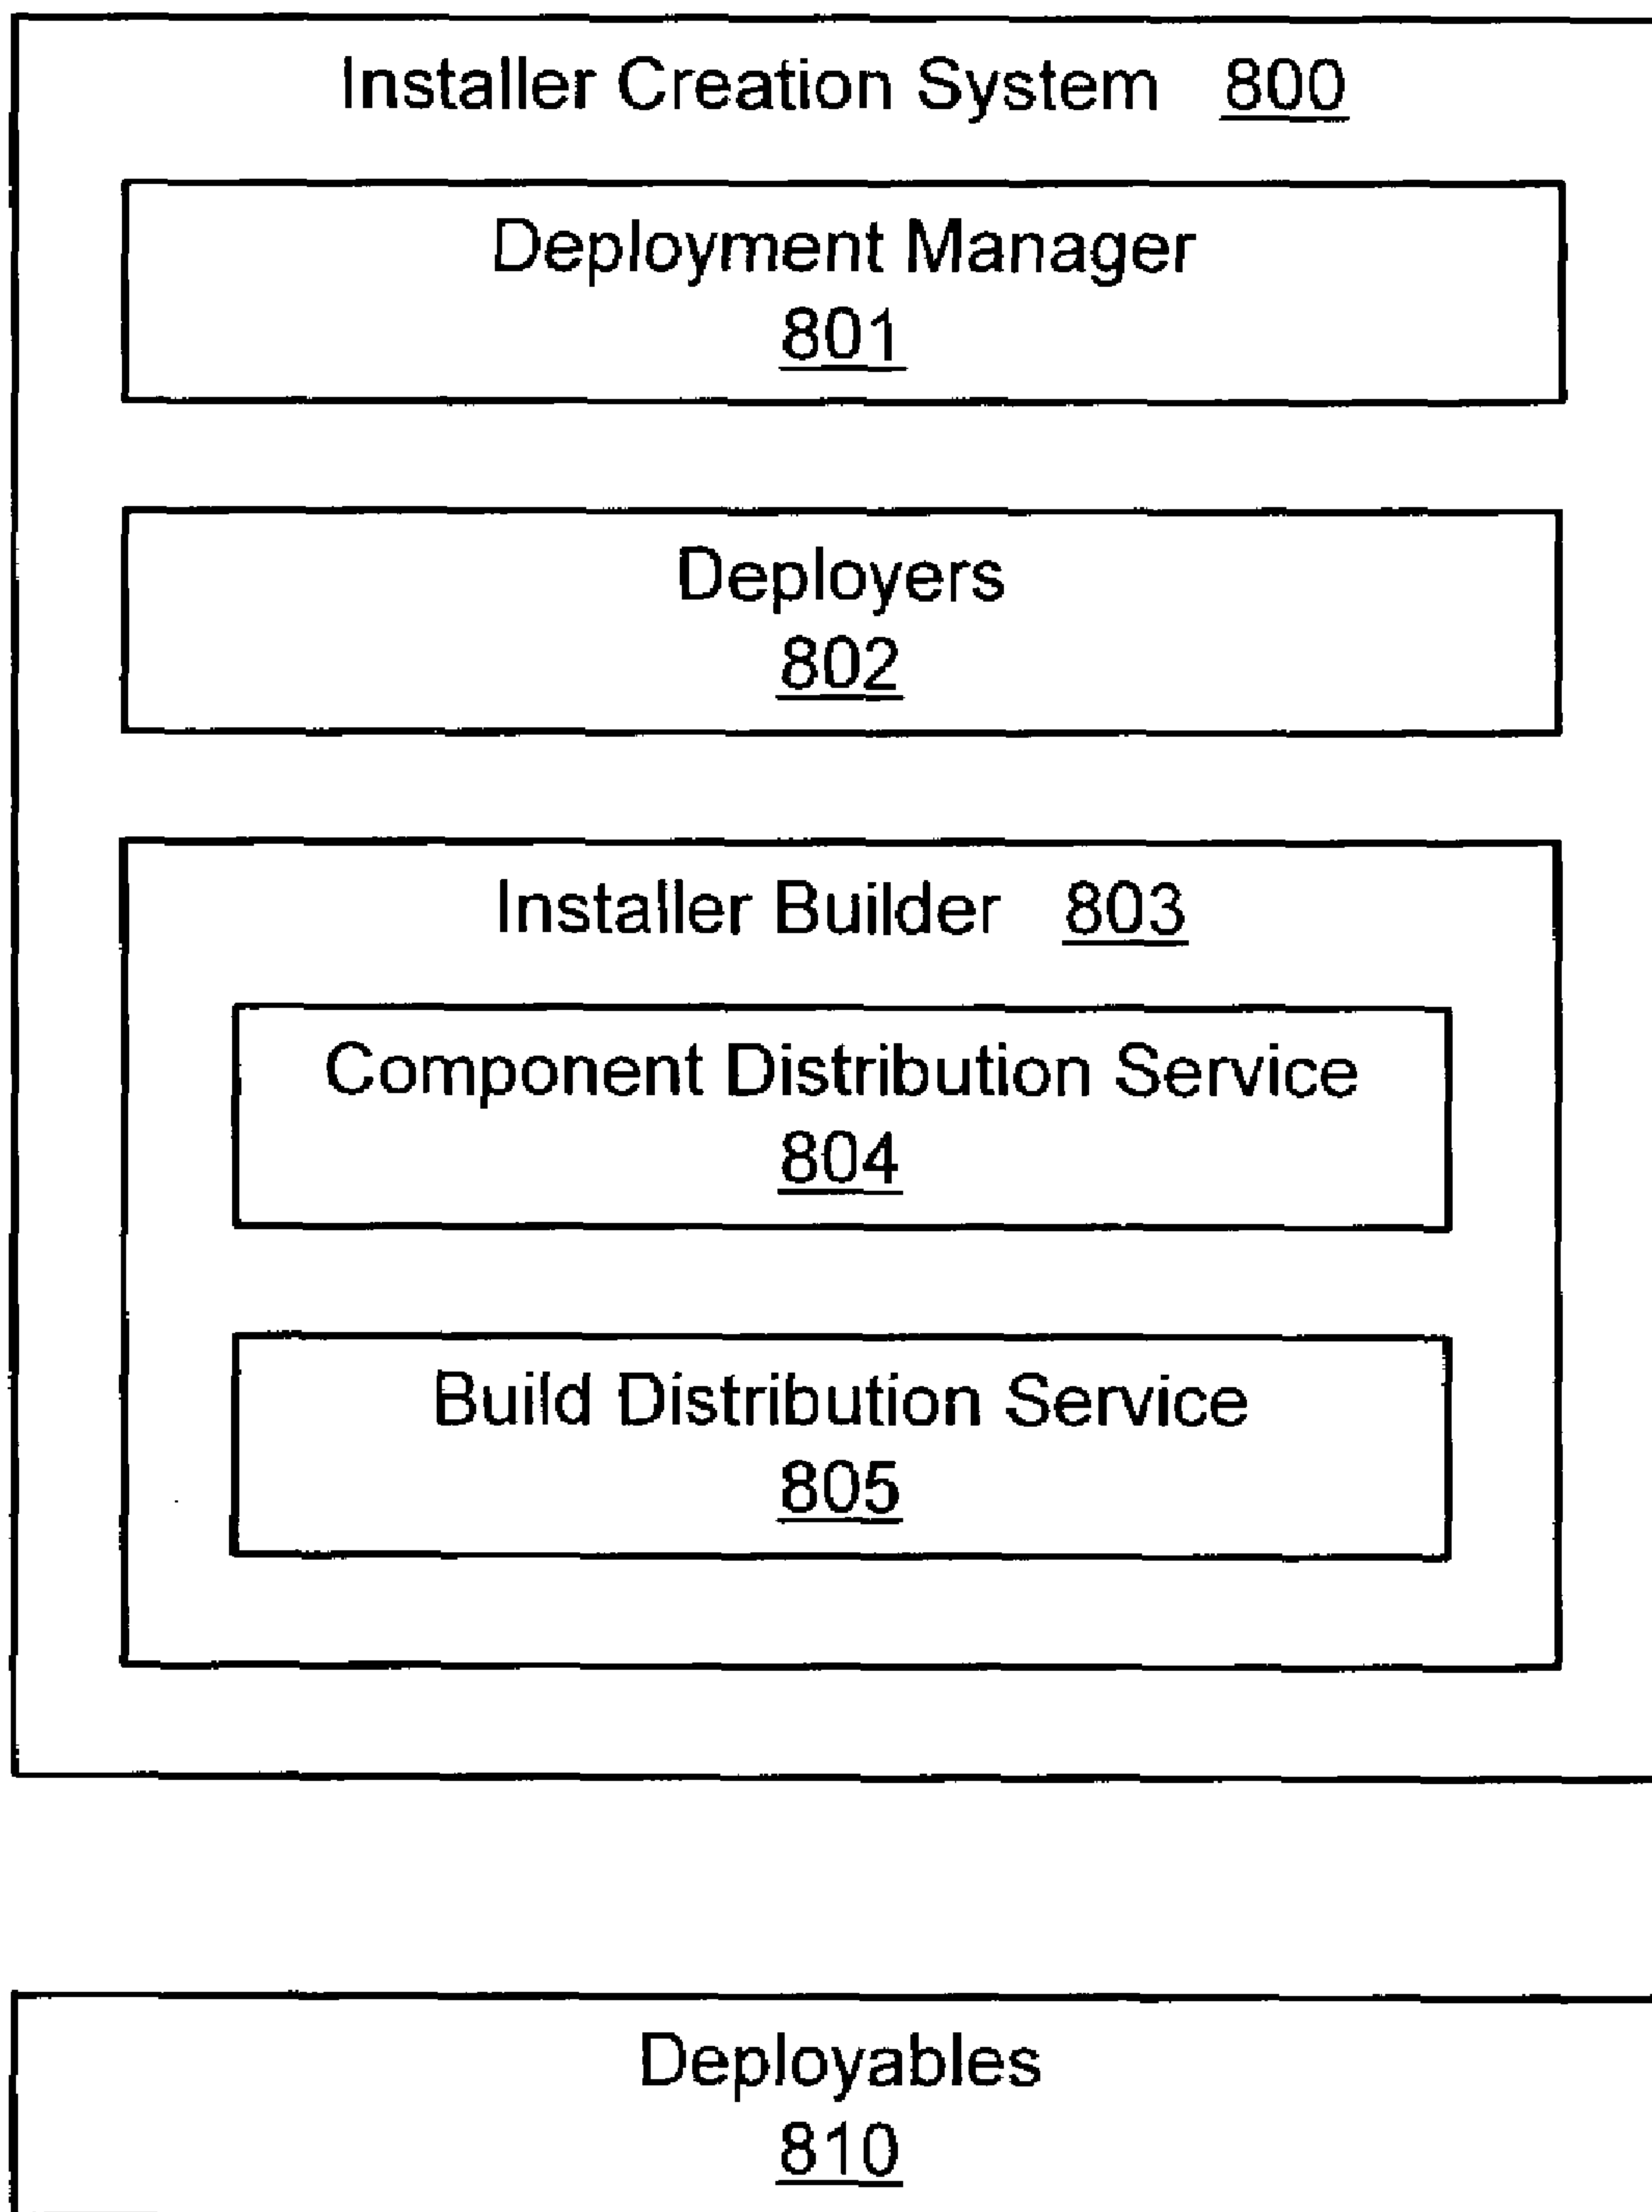 Installer Creation System 800
Deployment Manager
801
Deployers
802
Installer Builder 803
Component Distribution Service
804
Build Distribution Service
805
Deployables
810